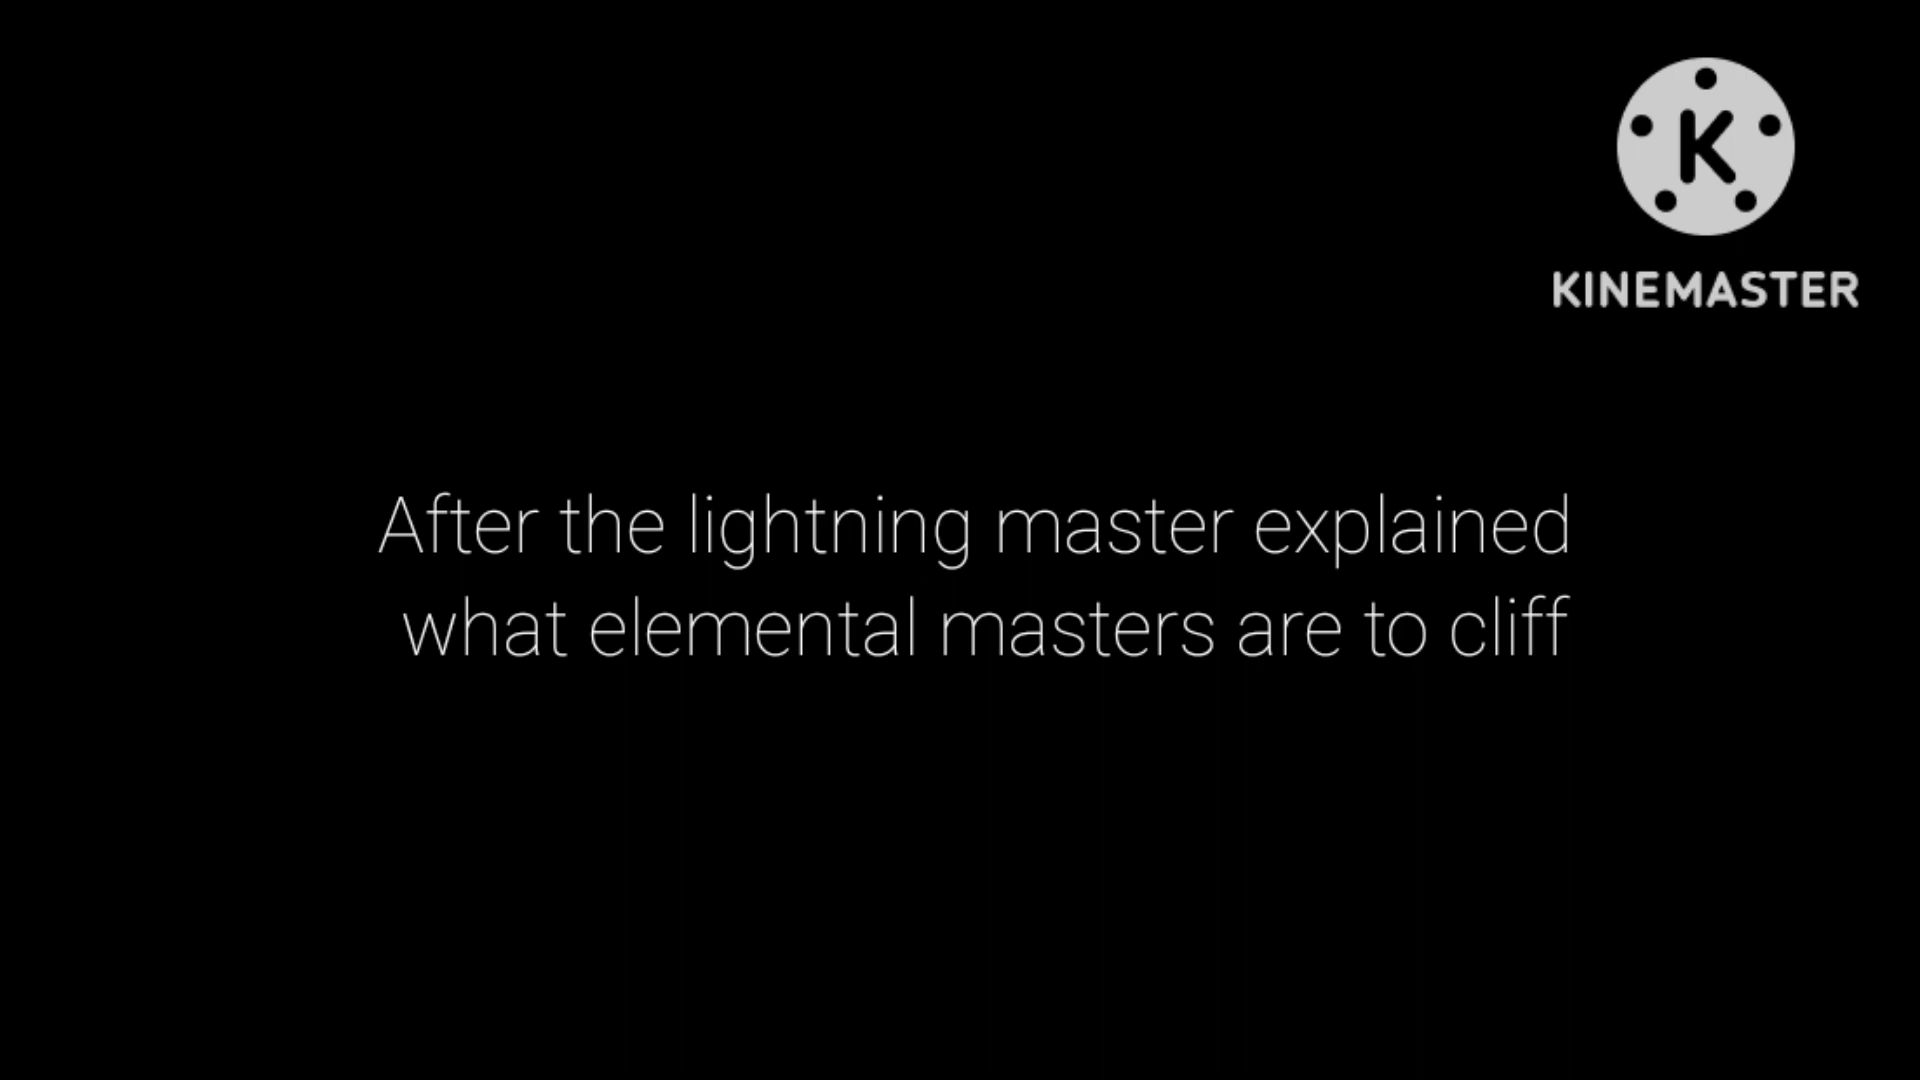 K
KINEMASTER
After the lightning master explained
what elemental masters are to cliff